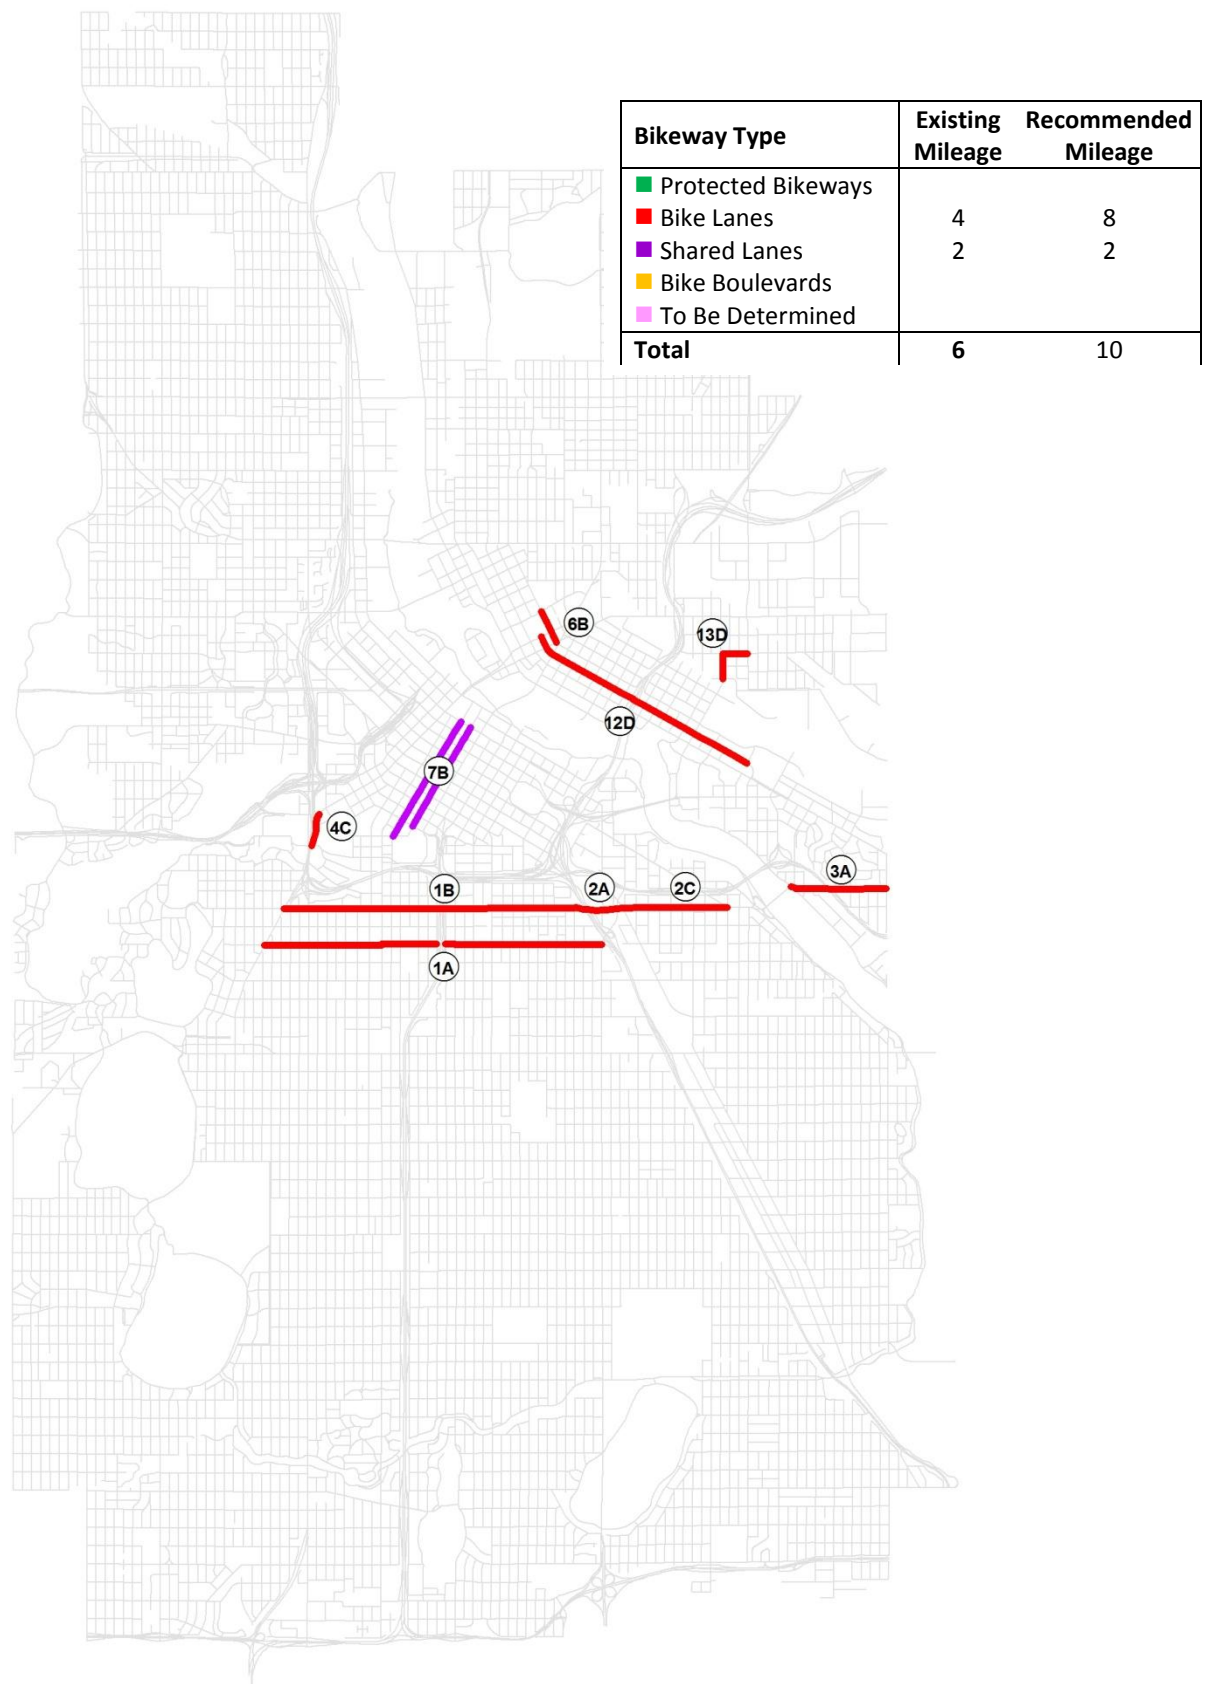 Bikeway Type Existing Mileage Recommended Mileage
Protected Bikeways
Bike Lanes 4 8
Shared Lanes 2 2
Bike Boulevards
To Be Determined
Total 6 10
6B
13D
12D
7B
4C
3A
1B 2A 2C
1A